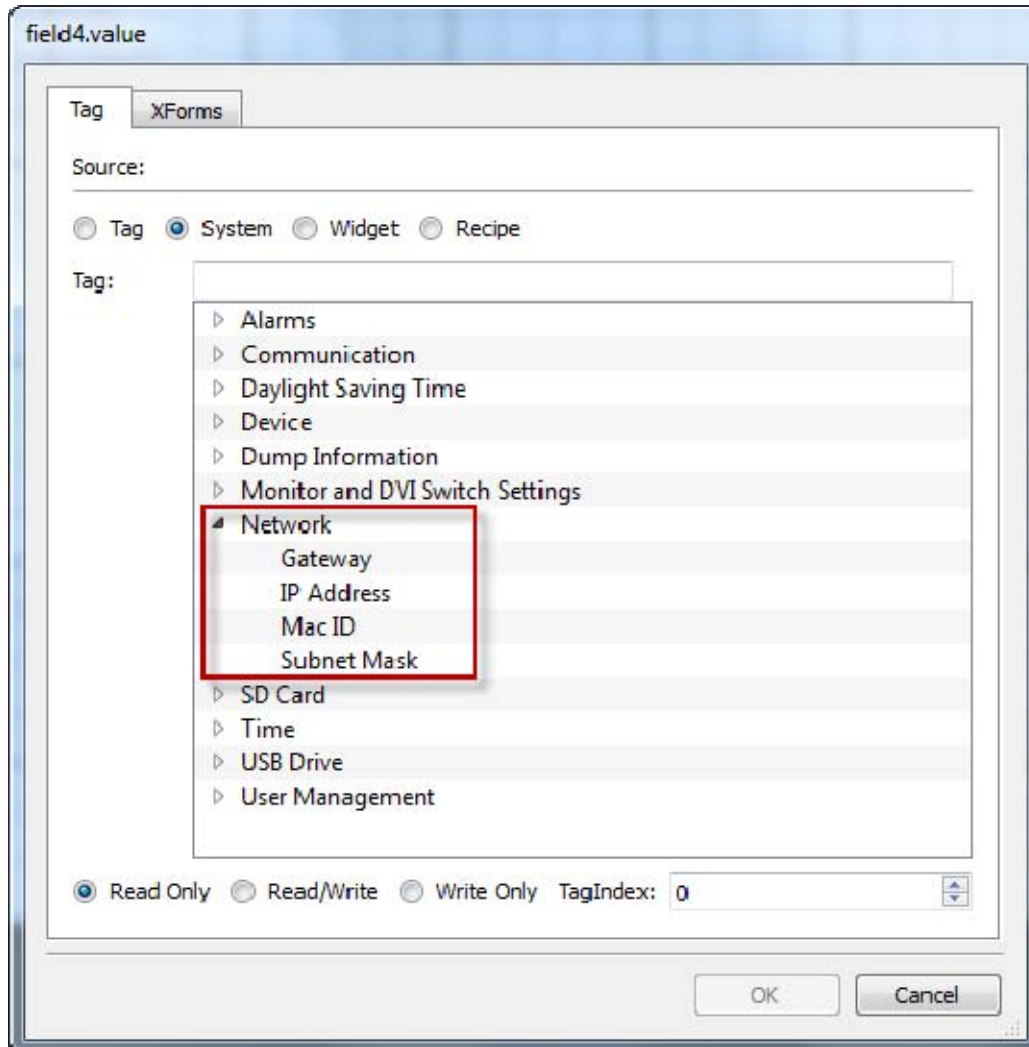 field4.value
Tag XForms
Source:
Tag System Widget Recipe
Tag:
Alarms
Communication
Daylight Saving Time
Device
Dump Information
Monitor and DVI Switch Settings
Network
Gateway
IP Address
Mac ID
Subnet Mask
SD Card
Time
USB Drive
User Management
Read Only Read/Write Write Only TagIndex: 0
OK Cancel